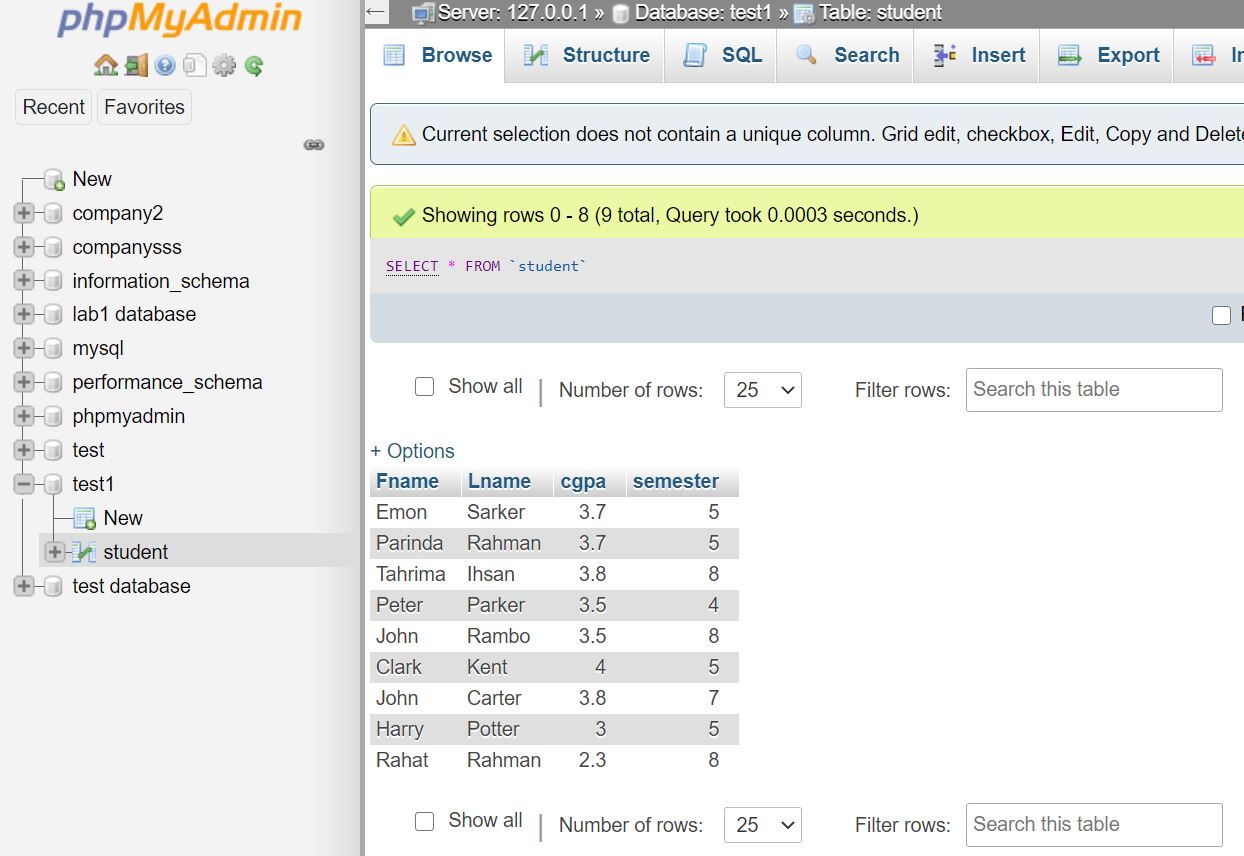 phpMyAdmin
Recent Favorites
New
company2
companysss
information_schema
lab1 database
mysql
performance_schema
phpmyadmin
test
test1
New
student
test database
Server: 127.0.0.1 » Database: test1 » Table: student
Browse Structure SQL Search Insert Export
Current selection does not contain a unique column. Grid edit, checkbox, Edit, Copy and Delete
Showing rows 0 - 8 (9 total, Query took 0.0003 seconds.)
SELECT * FROM `student`
Show all | Number of rows: 25 Filter rows: Search this table
+ Options
Fname Lname cgpa semester
Emon Sarker 3.7 5
Parinda Rahman 3.7 5
Tahrima Ihsan 3.8 8
Peter Parker 3.5 4
John Rambo 3.5 8
Clark Kent 4 5
John Carter 3.8 7
Harry Potter 3 5
Rahat Rahman 2.3 8
Show all | Number of rows: 25 Filter rows: Search this table